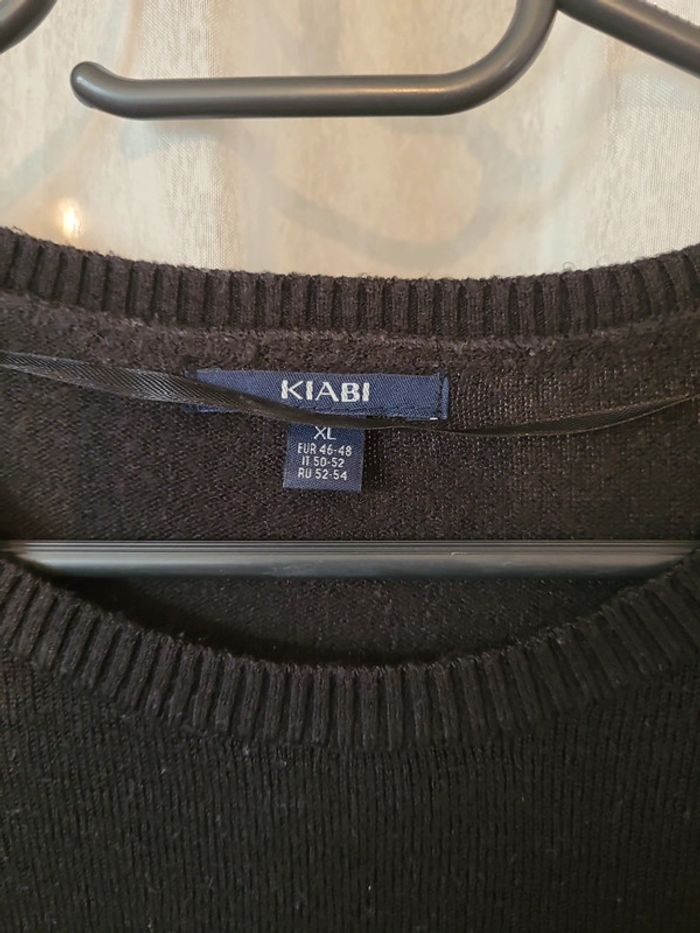 KIABI
XL
EUR 46-48
IT 50-52
RU 52-54